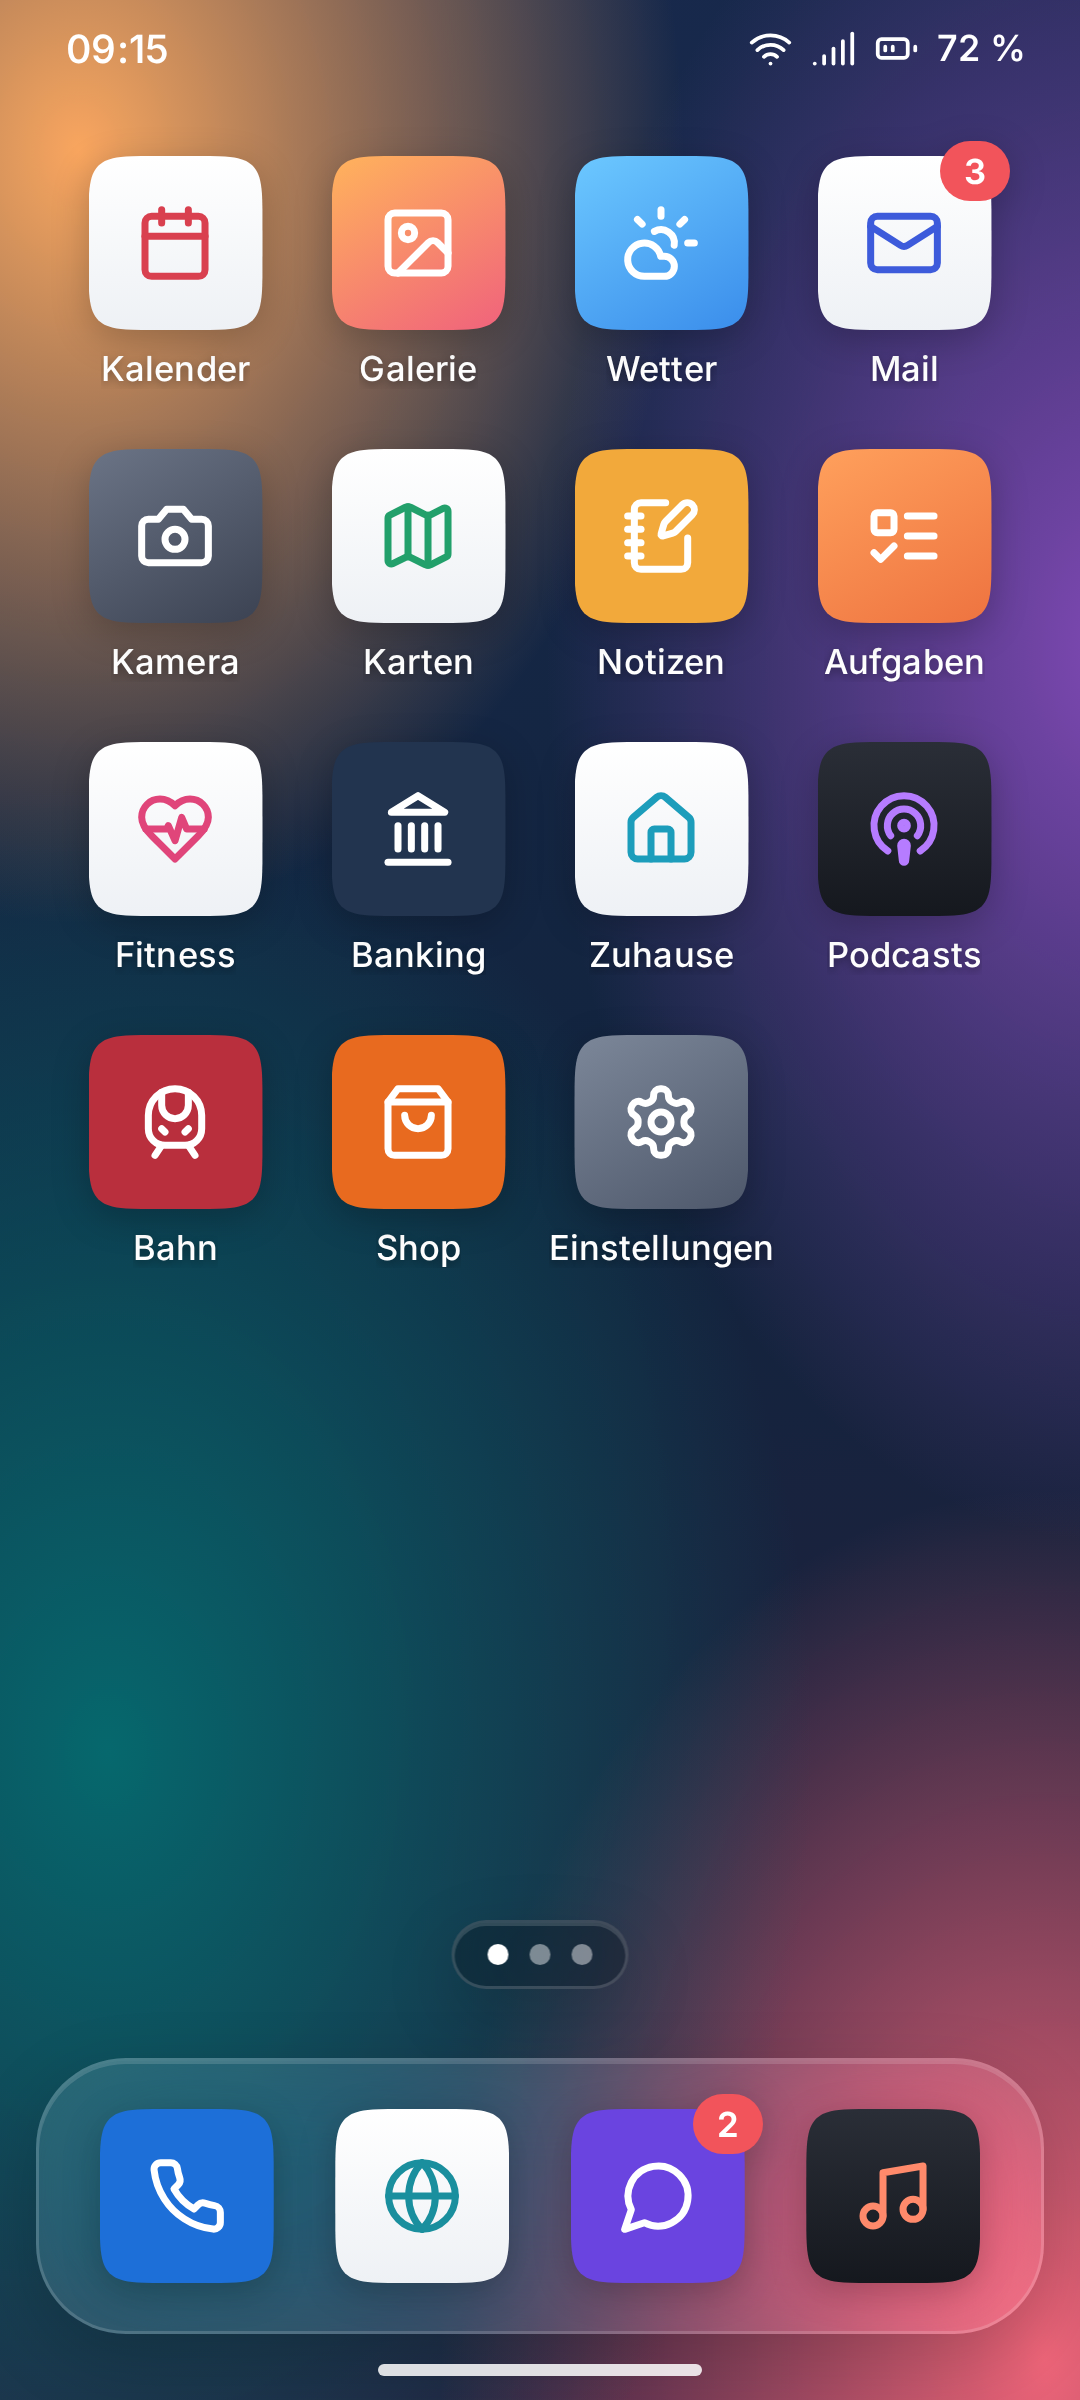 09:15 72 %
3
Kalender Galerie Wetter Mail
Kamera Karten Notizen Aufgaben
Fitness Banking Zuhause Podcasts
Bahn Shop Einstellungen
2